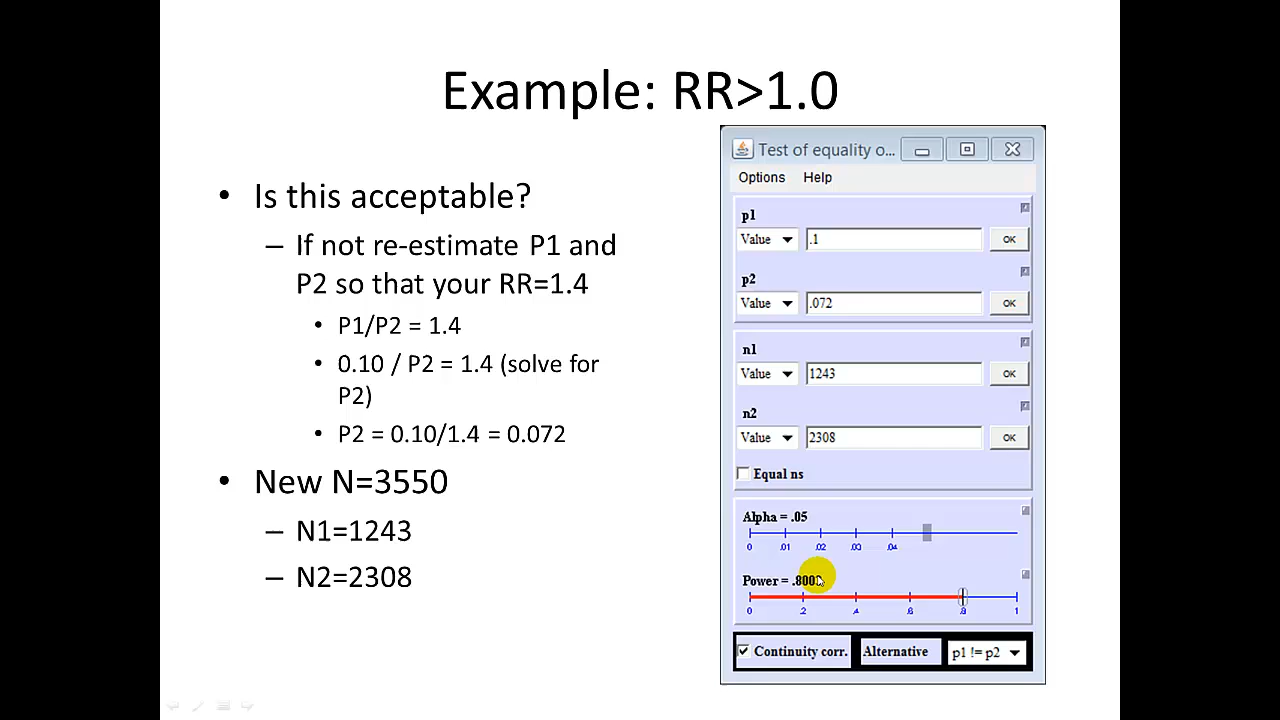 Example: RR>1.0
• Is this acceptable?
– If not re-estimate P1 and
P2 so that your RR=1.4
• P1/P2 = 1.4
• 0.10 / P2 = 1.4 (solve for
P2)
• P2 = 0.10/1.4 = 0.072
• New N=3550
– N1=1243
– N2=2308
Test of equality o...
Options Help
p1
Value .1 OK
p2
Value .072 OK
n1
Value 1243 OK
n2
Value 2308 OK
Equal ns
Alpha = .05
0 .01 .02 .03 .04
Power =
0 .2 .4 .6 .8 1
Continuity corr. Alternative p1 != p2